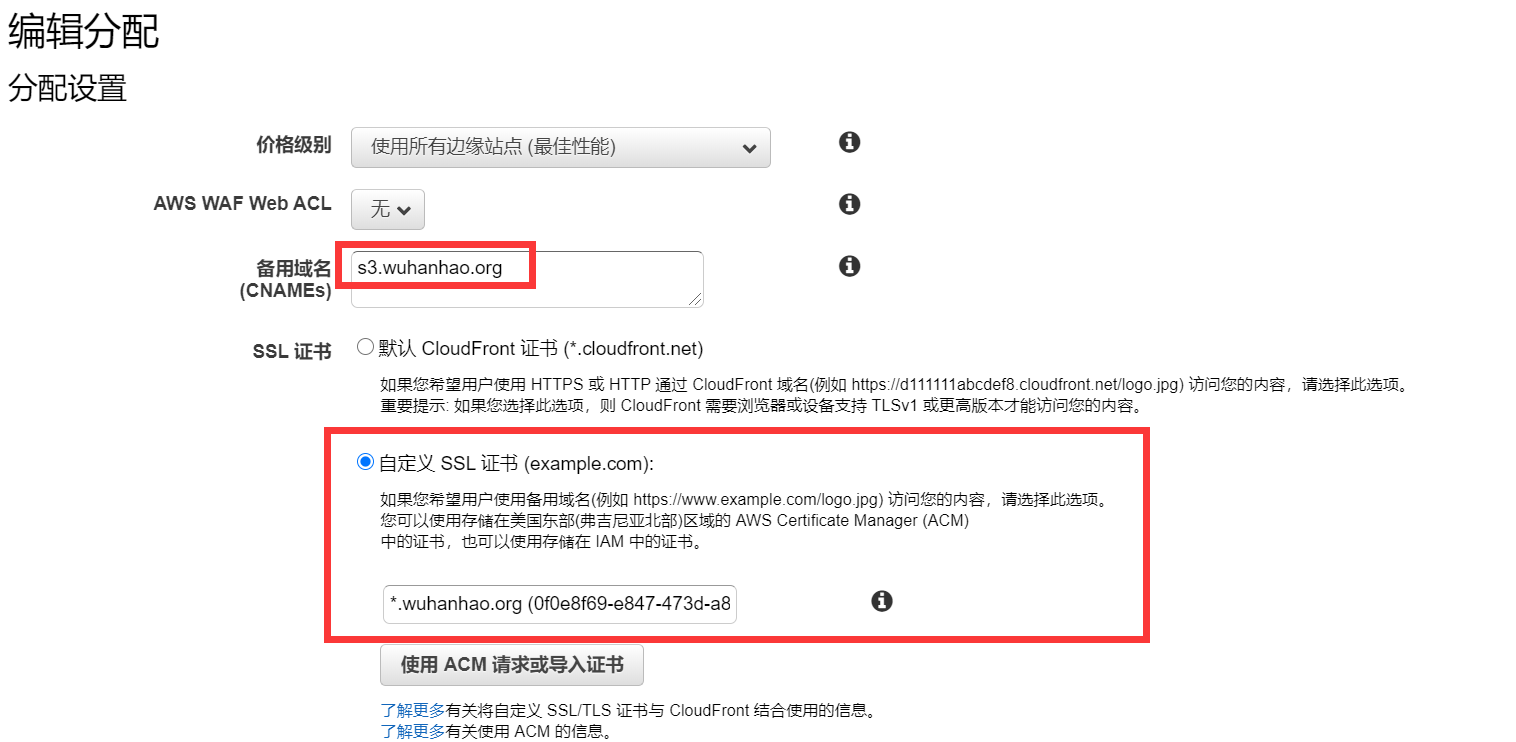 编辑分配
分配设置
价格级别 使用所有边缘站点 (最佳性能)
AWS WAF Web ACL 无
备用域名 s3.wuhanhao.org
(CNAMEs)
SSL 证书 默认 CloudFront 证书 (*.cloudfront.net)
如果您希望用户使用 HTTPS 或 HTTP 通过 CloudFront 域名(例如 https://d111111abcdef8.cloudfront.net/logo.jpg) 访问您的内容，请选择此选项。
重要提示: 如果您选择此选项，则 CloudFront 需要浏览器或设备支持 TLSv1 或更高版本才能访问您的内容。
自定义 SSL 证书 (example.com):
如果您希望用户使用备用域名(例如 https://www.example.com/logo.jpg) 访问您的内容，请选择此选项。
您可以使用存储在美国东部(弗吉尼亚北部)区域的 AWS Certificate Manager (ACM)
中的证书，也可以使用存储在 IAM 中的证书。
*.wuhanhao.org (0f0e8f69-e847-473d-a8
使用 ACM 请求或导入证书
了解更多有关将自定义 SSL/TLS 证书与 CloudFront 结合使用的信息。
了解更多有关使用 ACM 的信息。